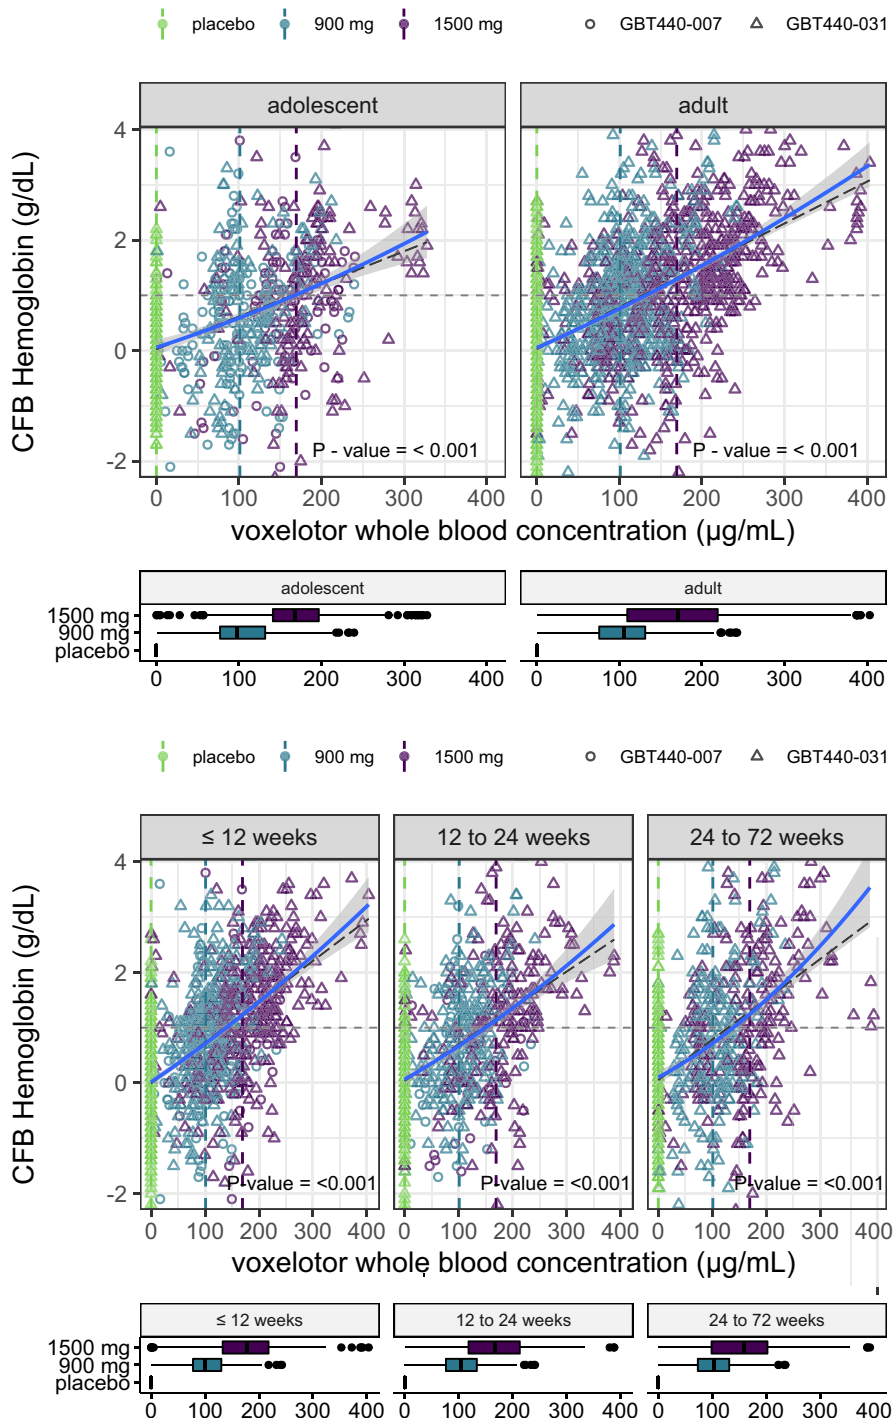 placebo 900 mg 1500 mg GBT440-007 GBT440-031
adolescent adult
CFB Hemoglobin (g/dL)
4
2
0
-2
P - value = < 0.001 P - value = < 0.001
0 100 200 300 400 0 100 200 300 400
voxelotor whole blood concentration (µg/mL)
adolescent adult
1500 mg
900 mg
placebo
0 100 200 300 400 0 100 200 300 400
placebo 900 mg 1500 mg GBT440-007 GBT440-031
≤ 12 weeks 12 to 24 weeks 24 to 72 weeks
CFB Hemoglobin (g/dL)
4
2
0
-2
P-value = <0.001 P-value = <0.001 P-value = <0.001
0 100 200 300 400 0 100 200 300 400 0 100 200 300 400
voxelotor whole blood concentration (µg/mL)
≤ 12 weeks 12 to 24 weeks 24 to 72 weeks
1500 mg
900 mg
placebo
0 100 200 300 400 0 100 200 300 400 0 100 200 300 400